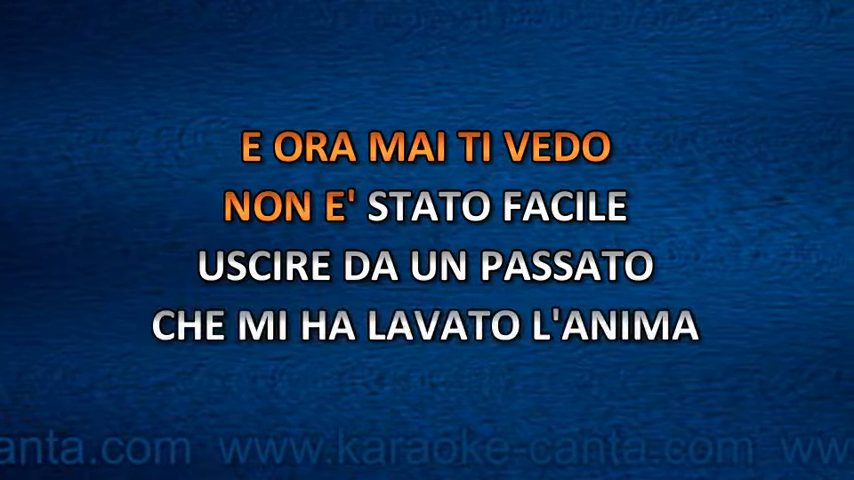 E ORA MAI TI VEDO
NON E' STATO FACILE
USCIRE DA UN PASSATO
CHE MI HA LAVATO L'ANIMA
anta.com www.karaoke-canta.com www